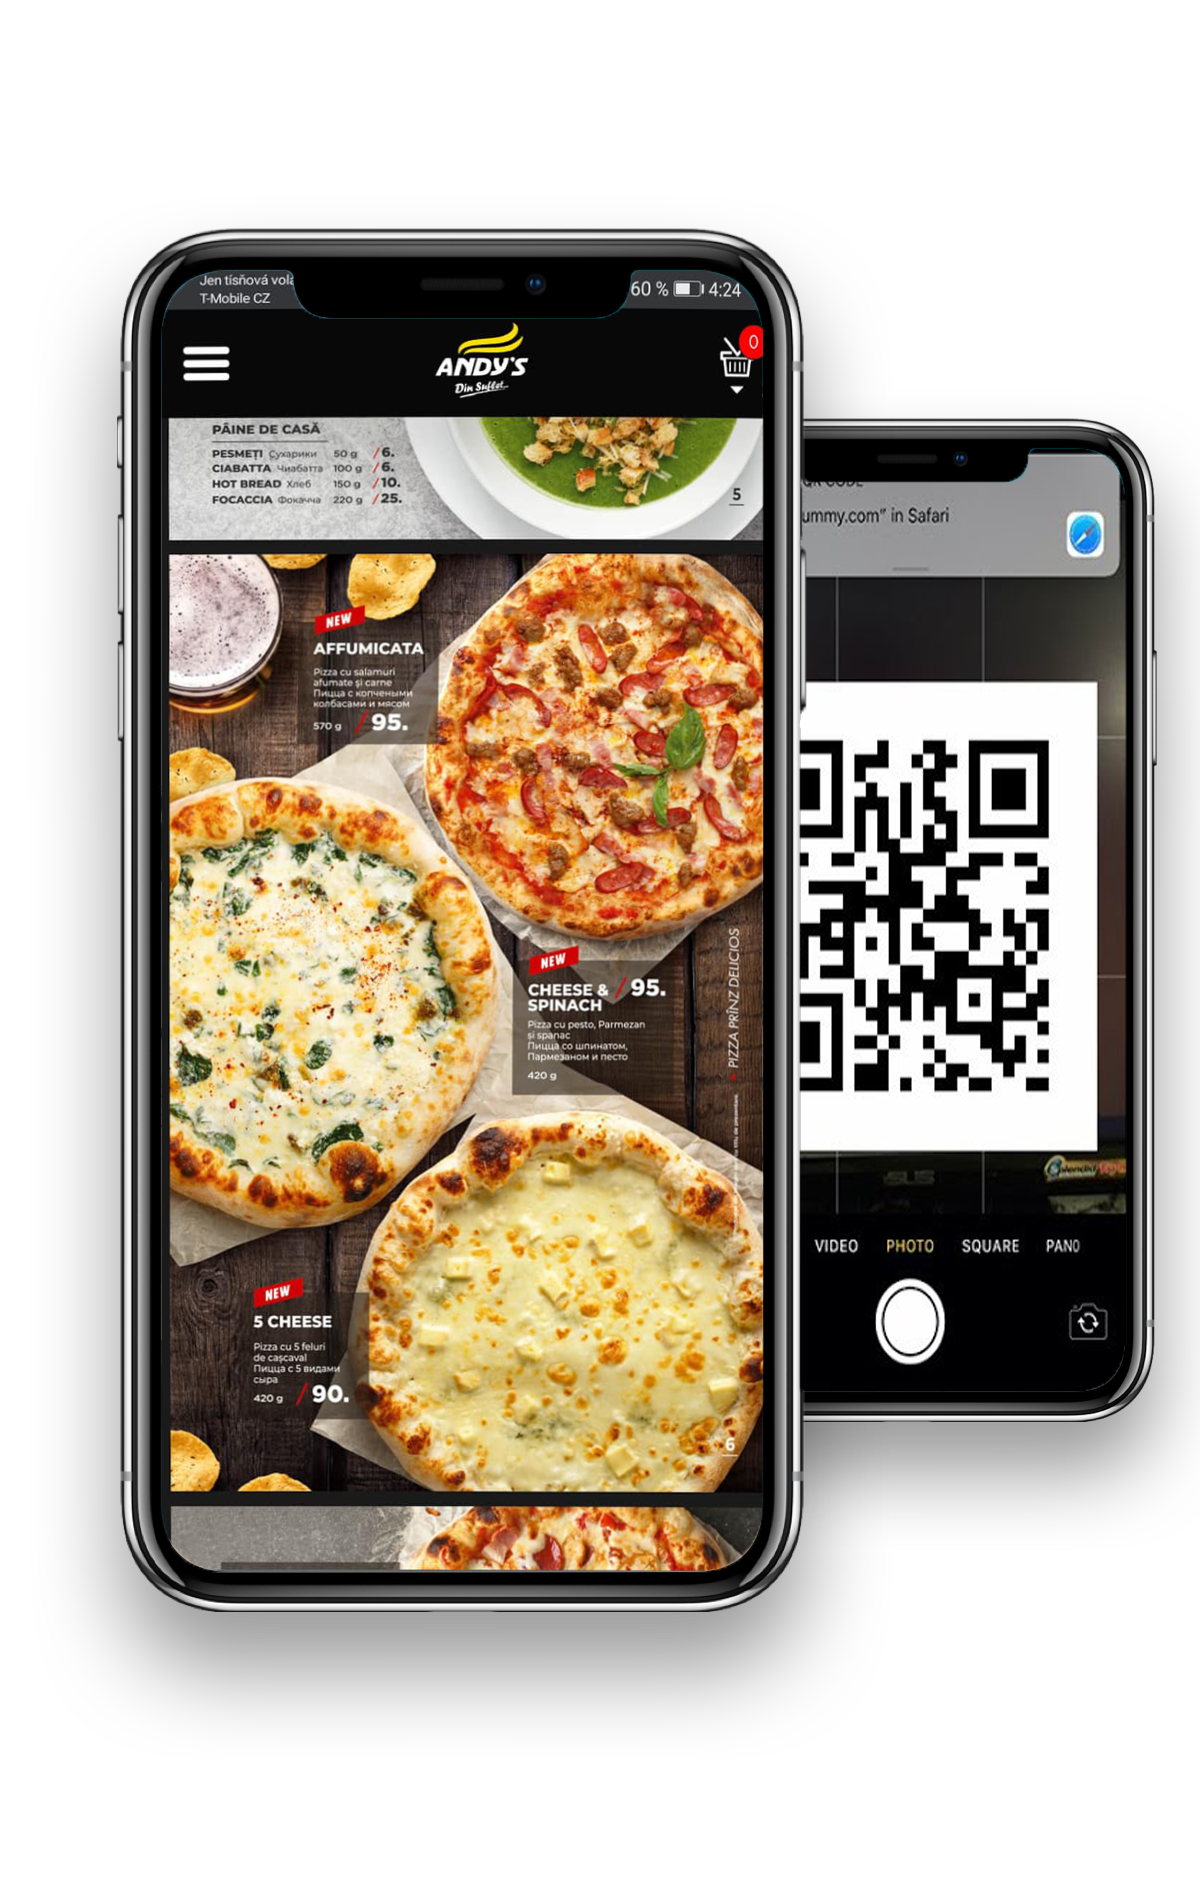 Jen tísňová vola
T-Mobile CZ
60 %
4:24
ANDY'S
Din Suflet
0
PÂINE DE CASĂ
PESMEȚI Сухарики 50 g /6.
CIABATTA Чиабатта 100 g /6.
HOT BREAD Хлеб 150 g /10.
FOCACCIA Фокачча 220 g /25.
5
NEW
AFFUMICATA
Pizza cu salamuri
afumate și carne
Пицца с копчеными
колбасами и мясом
570 g /95.
NEW
CHEESE & /95.
SPINACH
Pizza cu pesto, Parmezan
și spanac
Пицца со шпинатом,
Пармезаном и песто
420 g
PIZZA PRÎNZ DELICIOS
NEW
5 CHEESE
Pizza cu 5 feluri
de cașcaval
Пицца с 5 видами
сыра
420 g /90.
6
QR CODE
ummy.com” in Safari
VIDEO PHOTO SQUARE PANO